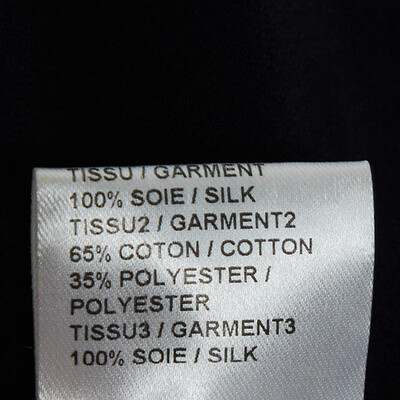 TISSU / GARMENT
100% SOIE / SILK
TISSU2 / GARMENT2
65% COTON / COTTON
35% POLYESTER /
POLYESTER
TISSU3 / GARMENT3
100% SOIE / SILK